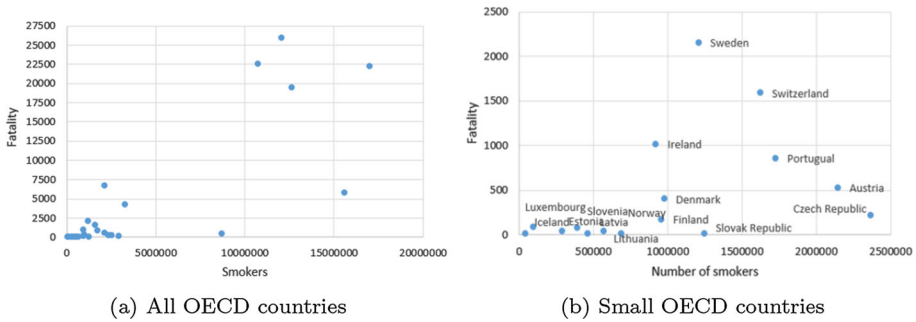 27500
25000
22500
20000
17500
15000
12500
10000
7500
5000
2500
0
Fatality
0 5000000 10000000 15000000 20000000
Smokers
(a) All OECD countries
2500
2000
1500
1000
500
0
Fatality
Sweden
Switzerland
Ireland
Portugual
Austria
Denmark
Czech Republic
Luxembourg
Slovenia
Norway
Iceland
Estonia
Latvia
Finland
Slovak Republic
Lithuania
0 500000 1000000 1500000 2000000 2500000
Number of smokers
(b) Small OECD countries